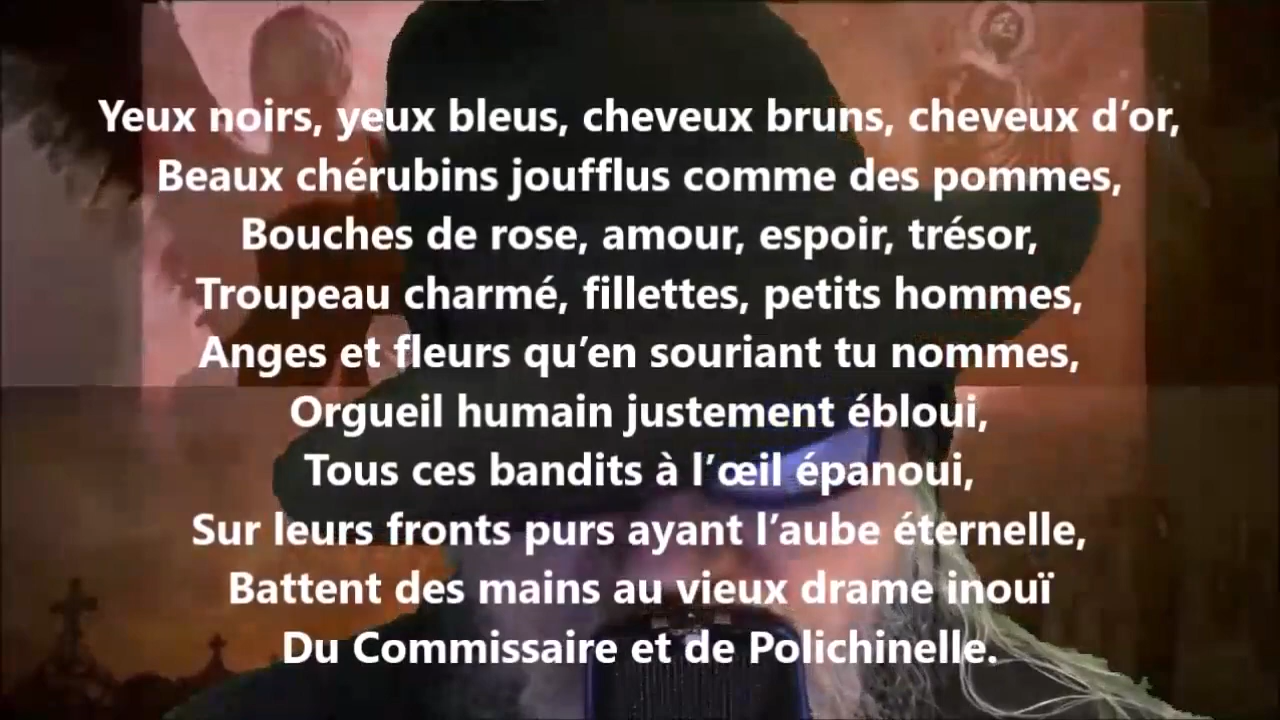 Yeux noirs, yeux bleus, cheveux bruns, cheveux d’or,
Beaux chérubins joufflus comme des pommes,
Bouches de rose, amour, espoir, trésor,
Troupeau charmé, fillettes, petits hommes,
Anges et fleurs qu’en souriant tu nommes,
Orgueil humain justement ébloui,
Tous ces bandits à l’œil épanoui,
Sur leurs fronts purs ayant l’aube éternelle,
Battent des mains au vieux drame inouï
Du Commissaire et de Polichinelle.